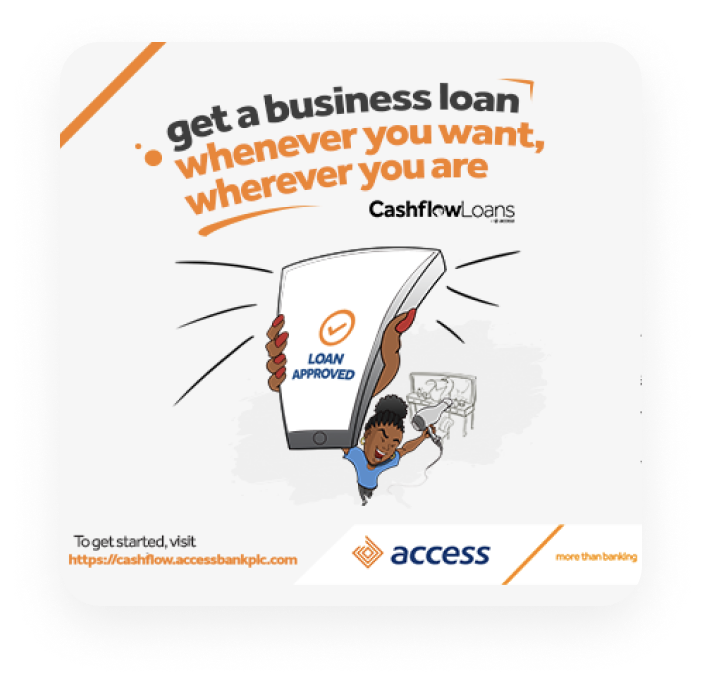 get a business loan
whenever you want,
wherever you are
CashflowLoans
access
LOAN
APPROVED
To get started, visit
https://cashflow.accessbankplc.com
access
more than banking